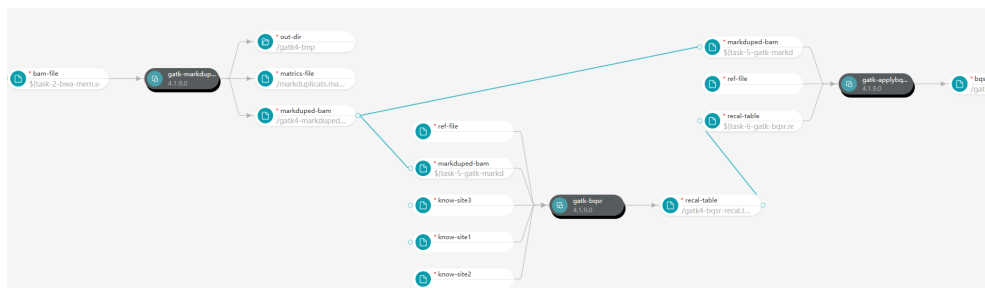 * bam-file
${task-2-bwa-mem.s
gatk-markdup...
4.1.9.0
* out-dir
/gatk4-tmp
* matrics-file
/markduplicats.ma...
* markduped-bam
/gatk4-markduped...
* ref-file
* markduped-bam
${task-5-gatk-markd
* know-site3
* know-site1
* know-site2
gatk-bqsr
4.1.9.0
* recal-table
/gatk4-bqsr-recal.t...
* markduped-bam
${task-5-gatk-markd
* ref-file
* recal-table
${task-6-gatk-bqsr.re
gatk-applybq...
4.1.9.0
* bqs
/gat